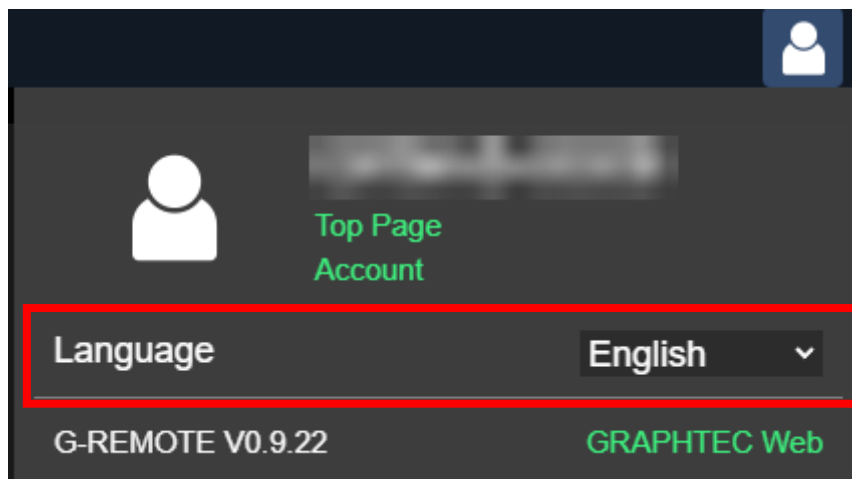 Top Page
Account
Language English
G-REMOTE V0.9.22 GRAPHTEC Web